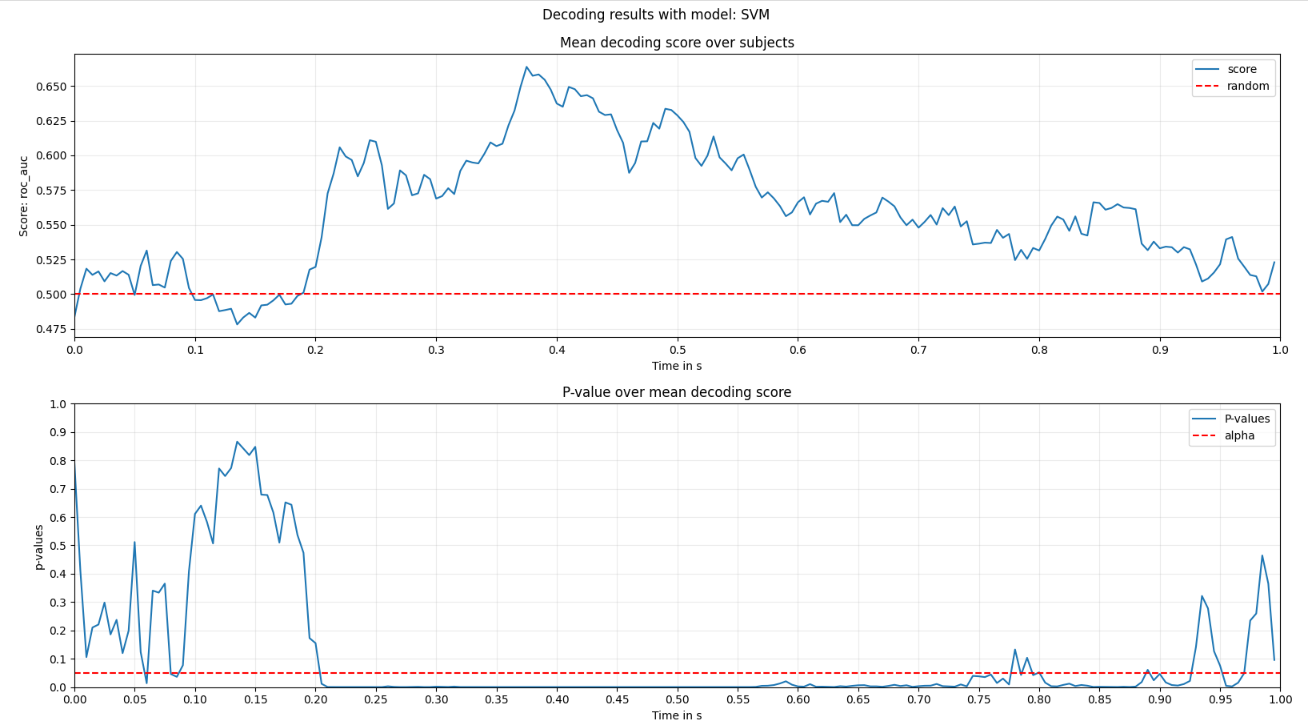 Decoding results with model: SVM
Mean decoding score over subjects
score
random
Score: roc_auc
0.650
0.625
0.600
0.575
0.550
0.525
0.500
0.475
0.0 0.1 0.2 0.3 0.4 0.5 0.6 0.7 0.8 0.9 1.0
Time in s
P-value over mean decoding score
P-values
alpha
p-values
1.0
0.9
0.8
0.7
0.6
0.5
0.4
0.3
0.2
0.1
0.0
0.00 0.05 0.10 0.15 0.20 0.25 0.30 0.35 0.40 0.45 0.50 0.55 0.60 0.65 0.70 0.75 0.80 0.85 0.90 0.95 1.00
Time in s